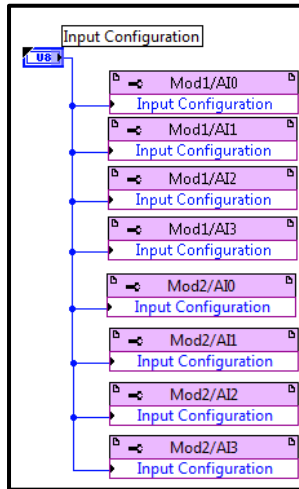 Input Configuration
U8
Mod1/AI0
Input Configuration
Mod1/AI1
Input Configuration
Mod1/AI2
Input Configuration
Mod1/AI3
Input Configuration
Mod2/AI0
Input Configuration
Mod2/AI1
Input Configuration
Mod2/AI2
Input Configuration
Mod2/AI3
Input Configuration